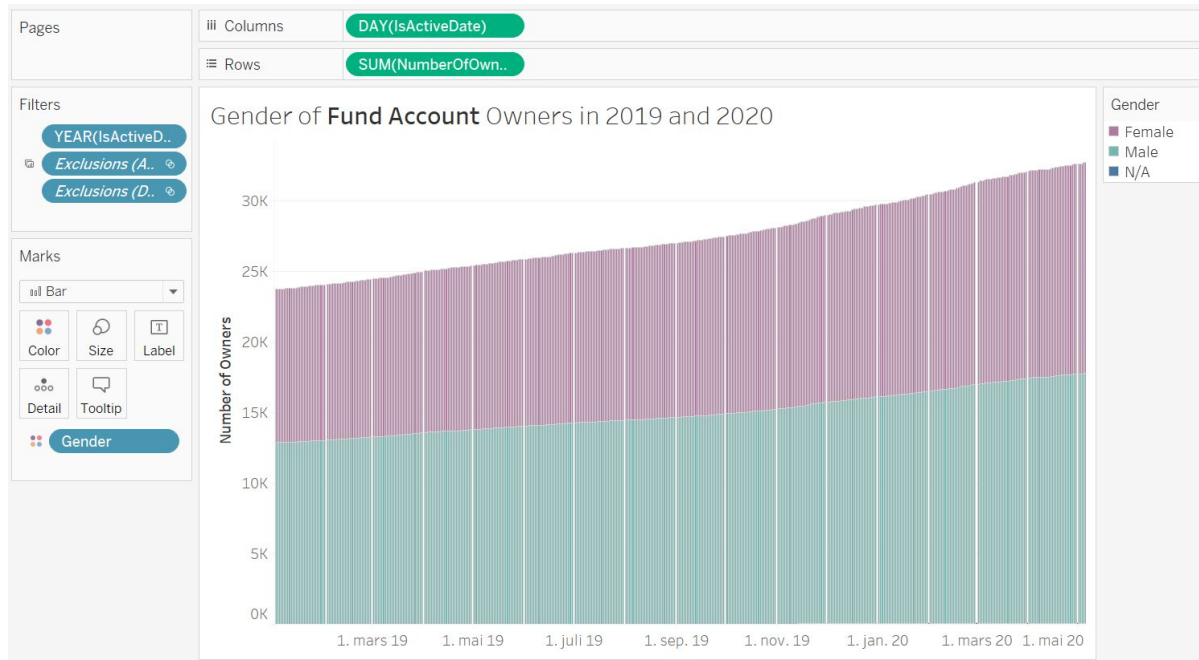 Pages
Columns
DAY(IsActiveDate)
Rows
SUM(NumberOfOwn..
Filters
YEAR(IsActiveD..
Exclusions (A..
Exclusions (D..
Marks
Bar
Color
Size
Label
Detail
Tooltip
Gender
Gender of Fund Account Owners in 2019 and 2020
Number of Owners
30K
25K
20K
15K
10K
5K
0K
1. mars 19 1. mai 19 1. juli 19 1. sep. 19 1. nov. 19 1. jan. 20 1. mars 20 1. mai 20
Gender
Female
Male
N/A